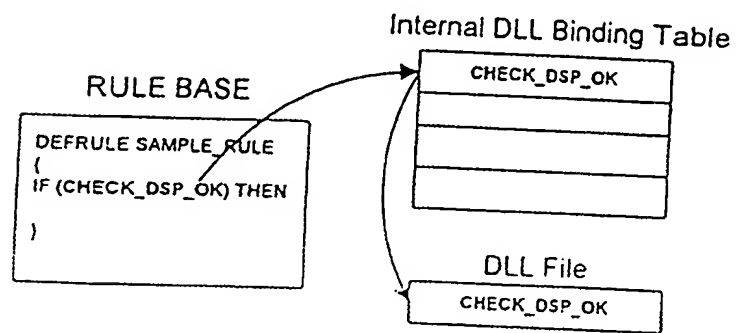 Internal DLL Binding Table
CHECK_DSP_OK
RULE BASE
DEFRULE SAMPLE_RULE
{
IF (CHECK_DSP_OK) THEN
}
DLL File
CHECK_DSP_OK